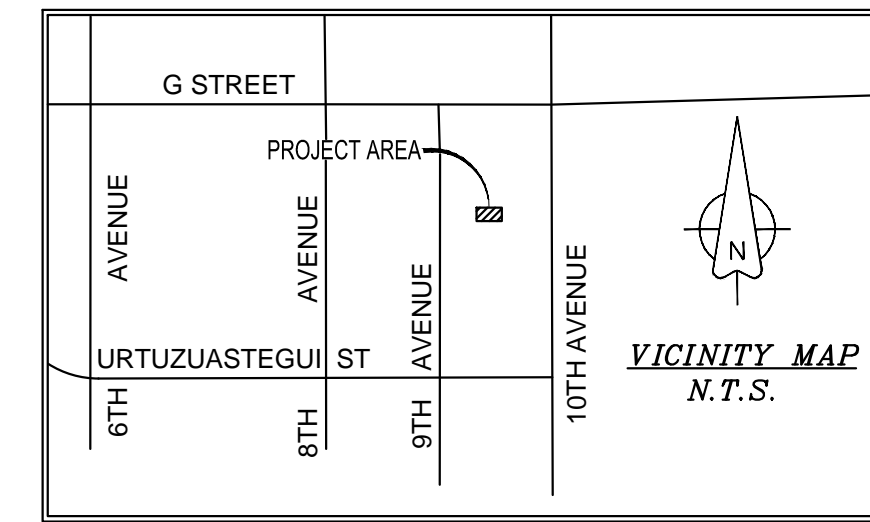 G STREET
PROJECT AREA
6TH AVENUE
8TH AVENUE
9TH AVENUE
10TH AVENUE
URTUZUASTEGUI ST
N
VICINITY MAP
N.T.S.